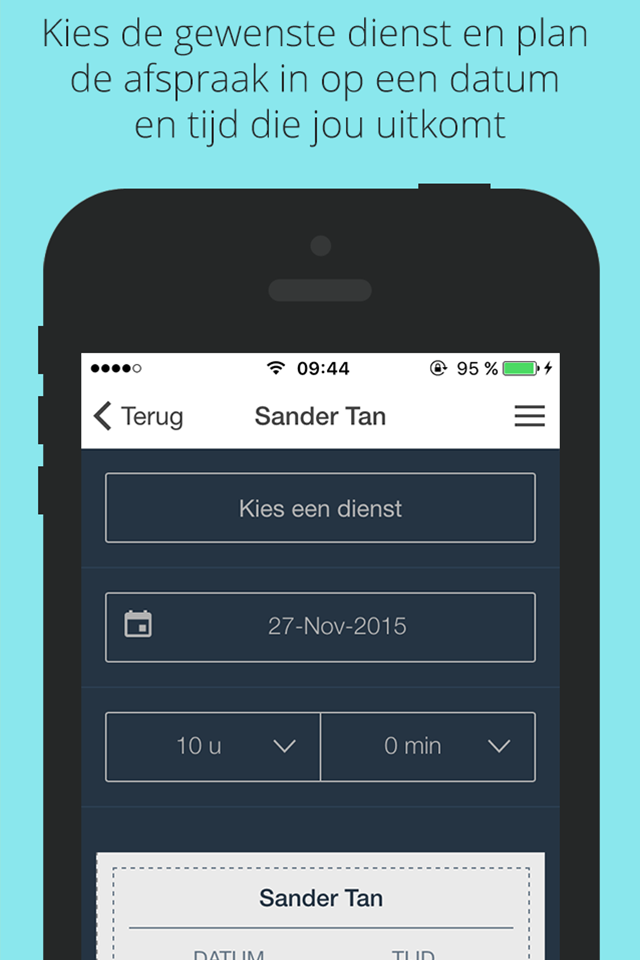 Kies de gewenste dienst en plan
de afspraak in op een datum
en tijd die jou uitkomt
09:44 95 %
Terug Sander Tan
Kies een dienst
27-Nov-2015
10 u 0 min
Sander Tan
DATUM TIJD